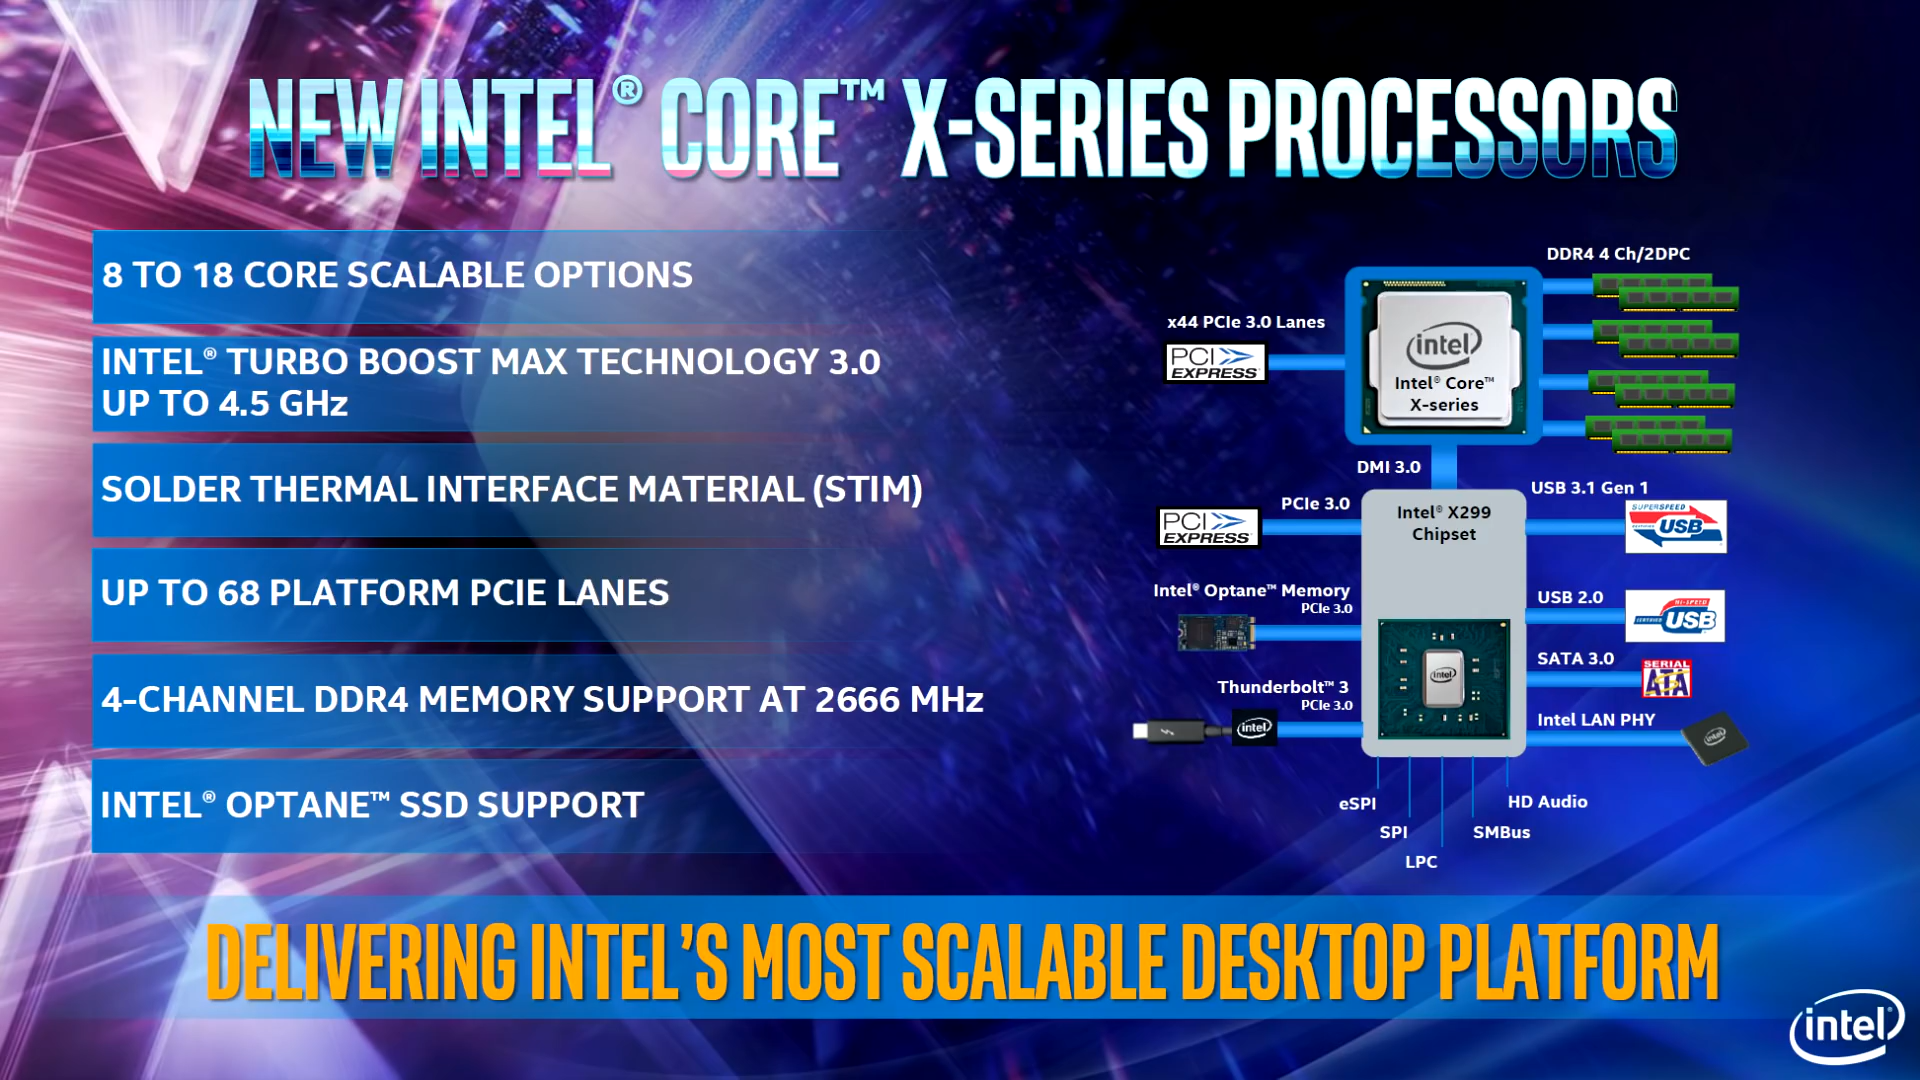 NEW INTEL® CORE™ X-SERIES PROCESSORS
8 TO 18 CORE SCALABLE OPTIONS
INTEL® TURBO BOOST MAX TECHNOLOGY 3.0
UP TO 4.5 GHz
SOLDER THERMAL INTERFACE MATERIAL (STIM)
UP TO 68 PLATFORM PCIE LANES
4-CHANNEL DDR4 MEMORY SUPPORT AT 2666 MHz
INTEL® OPTANE™ SSD SUPPORT
DDR4 4 Ch/2DPC
x44 PCIe 3.0 Lanes
PCI
EXPRESS
intel
Intel® Core™
X-series
DMI 3.0
PCIe 3.0
PCI
EXPRESS
Intel® X299
Chipset
USB 3.1 Gen 1
SUPERSPEED
USB
Intel® Optane™ Memory
PCIe 3.0
USB 2.0
HI-SPEED
CERTIFIED
USB
SATA 3.0
SERIAL
ATA
Thunderbolt™ 3
PCIe 3.0
intel
intel
Intel LAN PHY
intel
eSPI
SPI
LPC
SMBus
HD Audio
DELIVERING INTEL'S MOST SCALABLE DESKTOP PLATFORM
intel